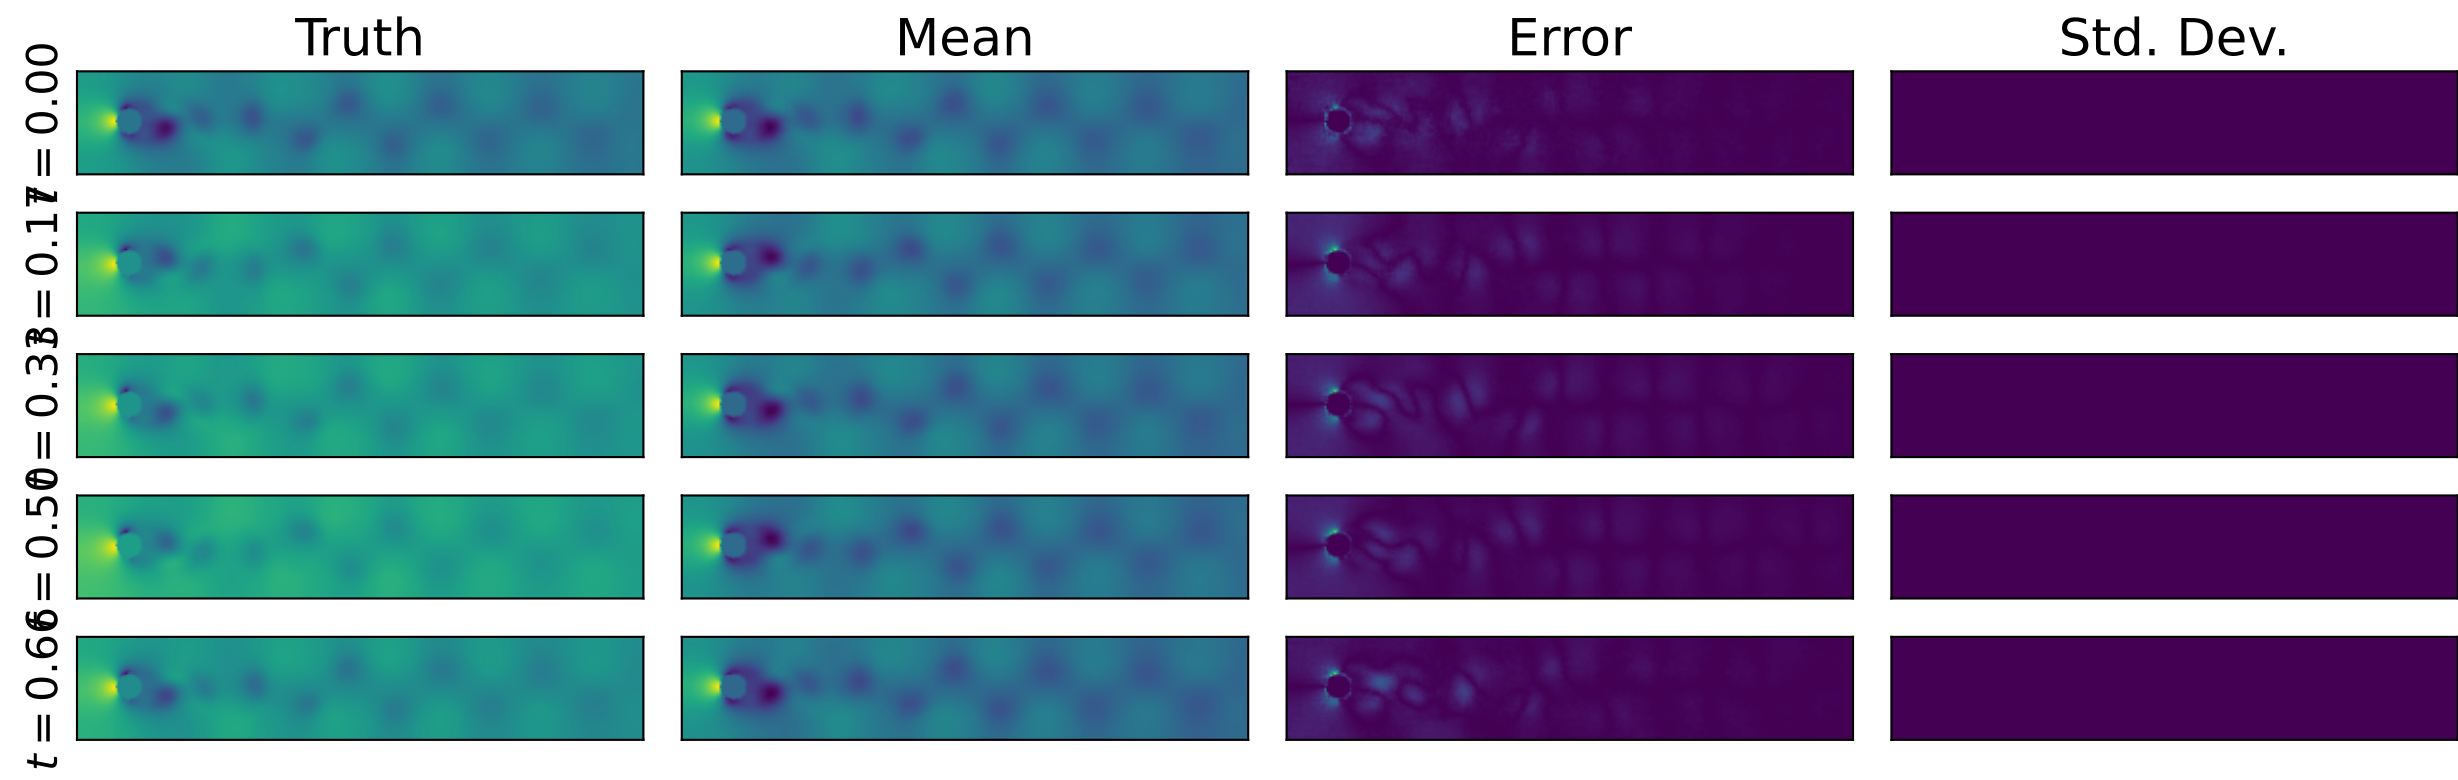 Truth Mean Error Std. Dev.
t = 0.00
t = 0.17
t = 0.33
t = 0.50
t = 0.66